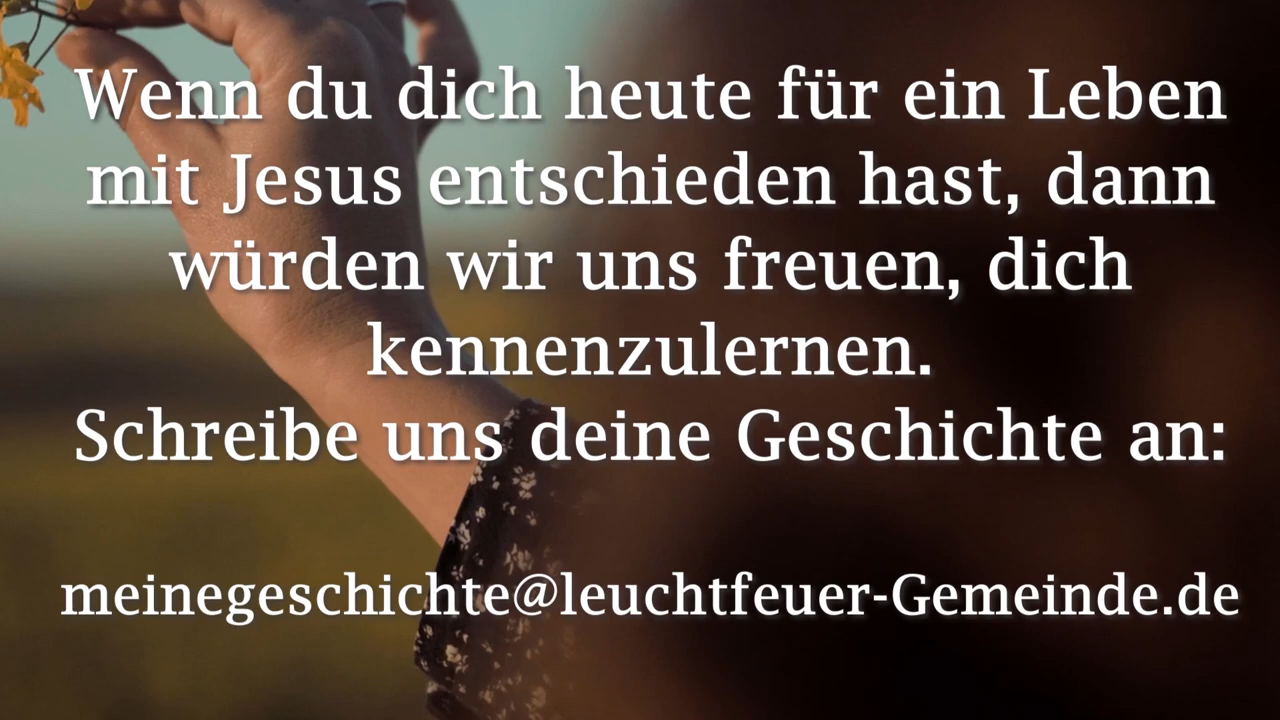 Wenn du dich heute für ein Leben
mit Jesus entschieden hast, dann
würden wir uns freuen, dich
kennenzulernen.
Schreibe uns deine Geschichte an:
meinegeschichte@leuchtfeuer-Gemeinde.de